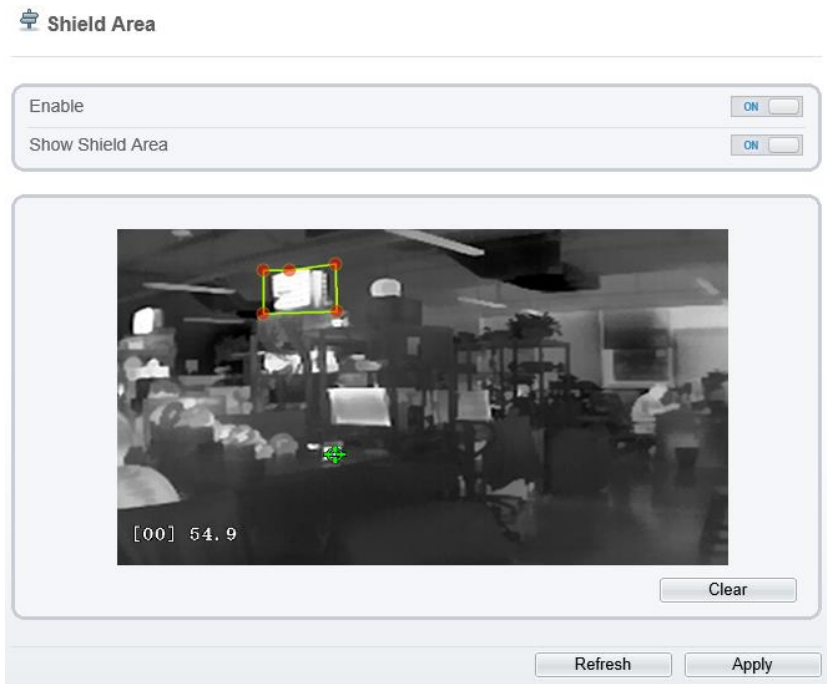 Shield Area
Enable
ON
Show Shield Area
ON
[00] 54.9
Clear
Refresh
Apply